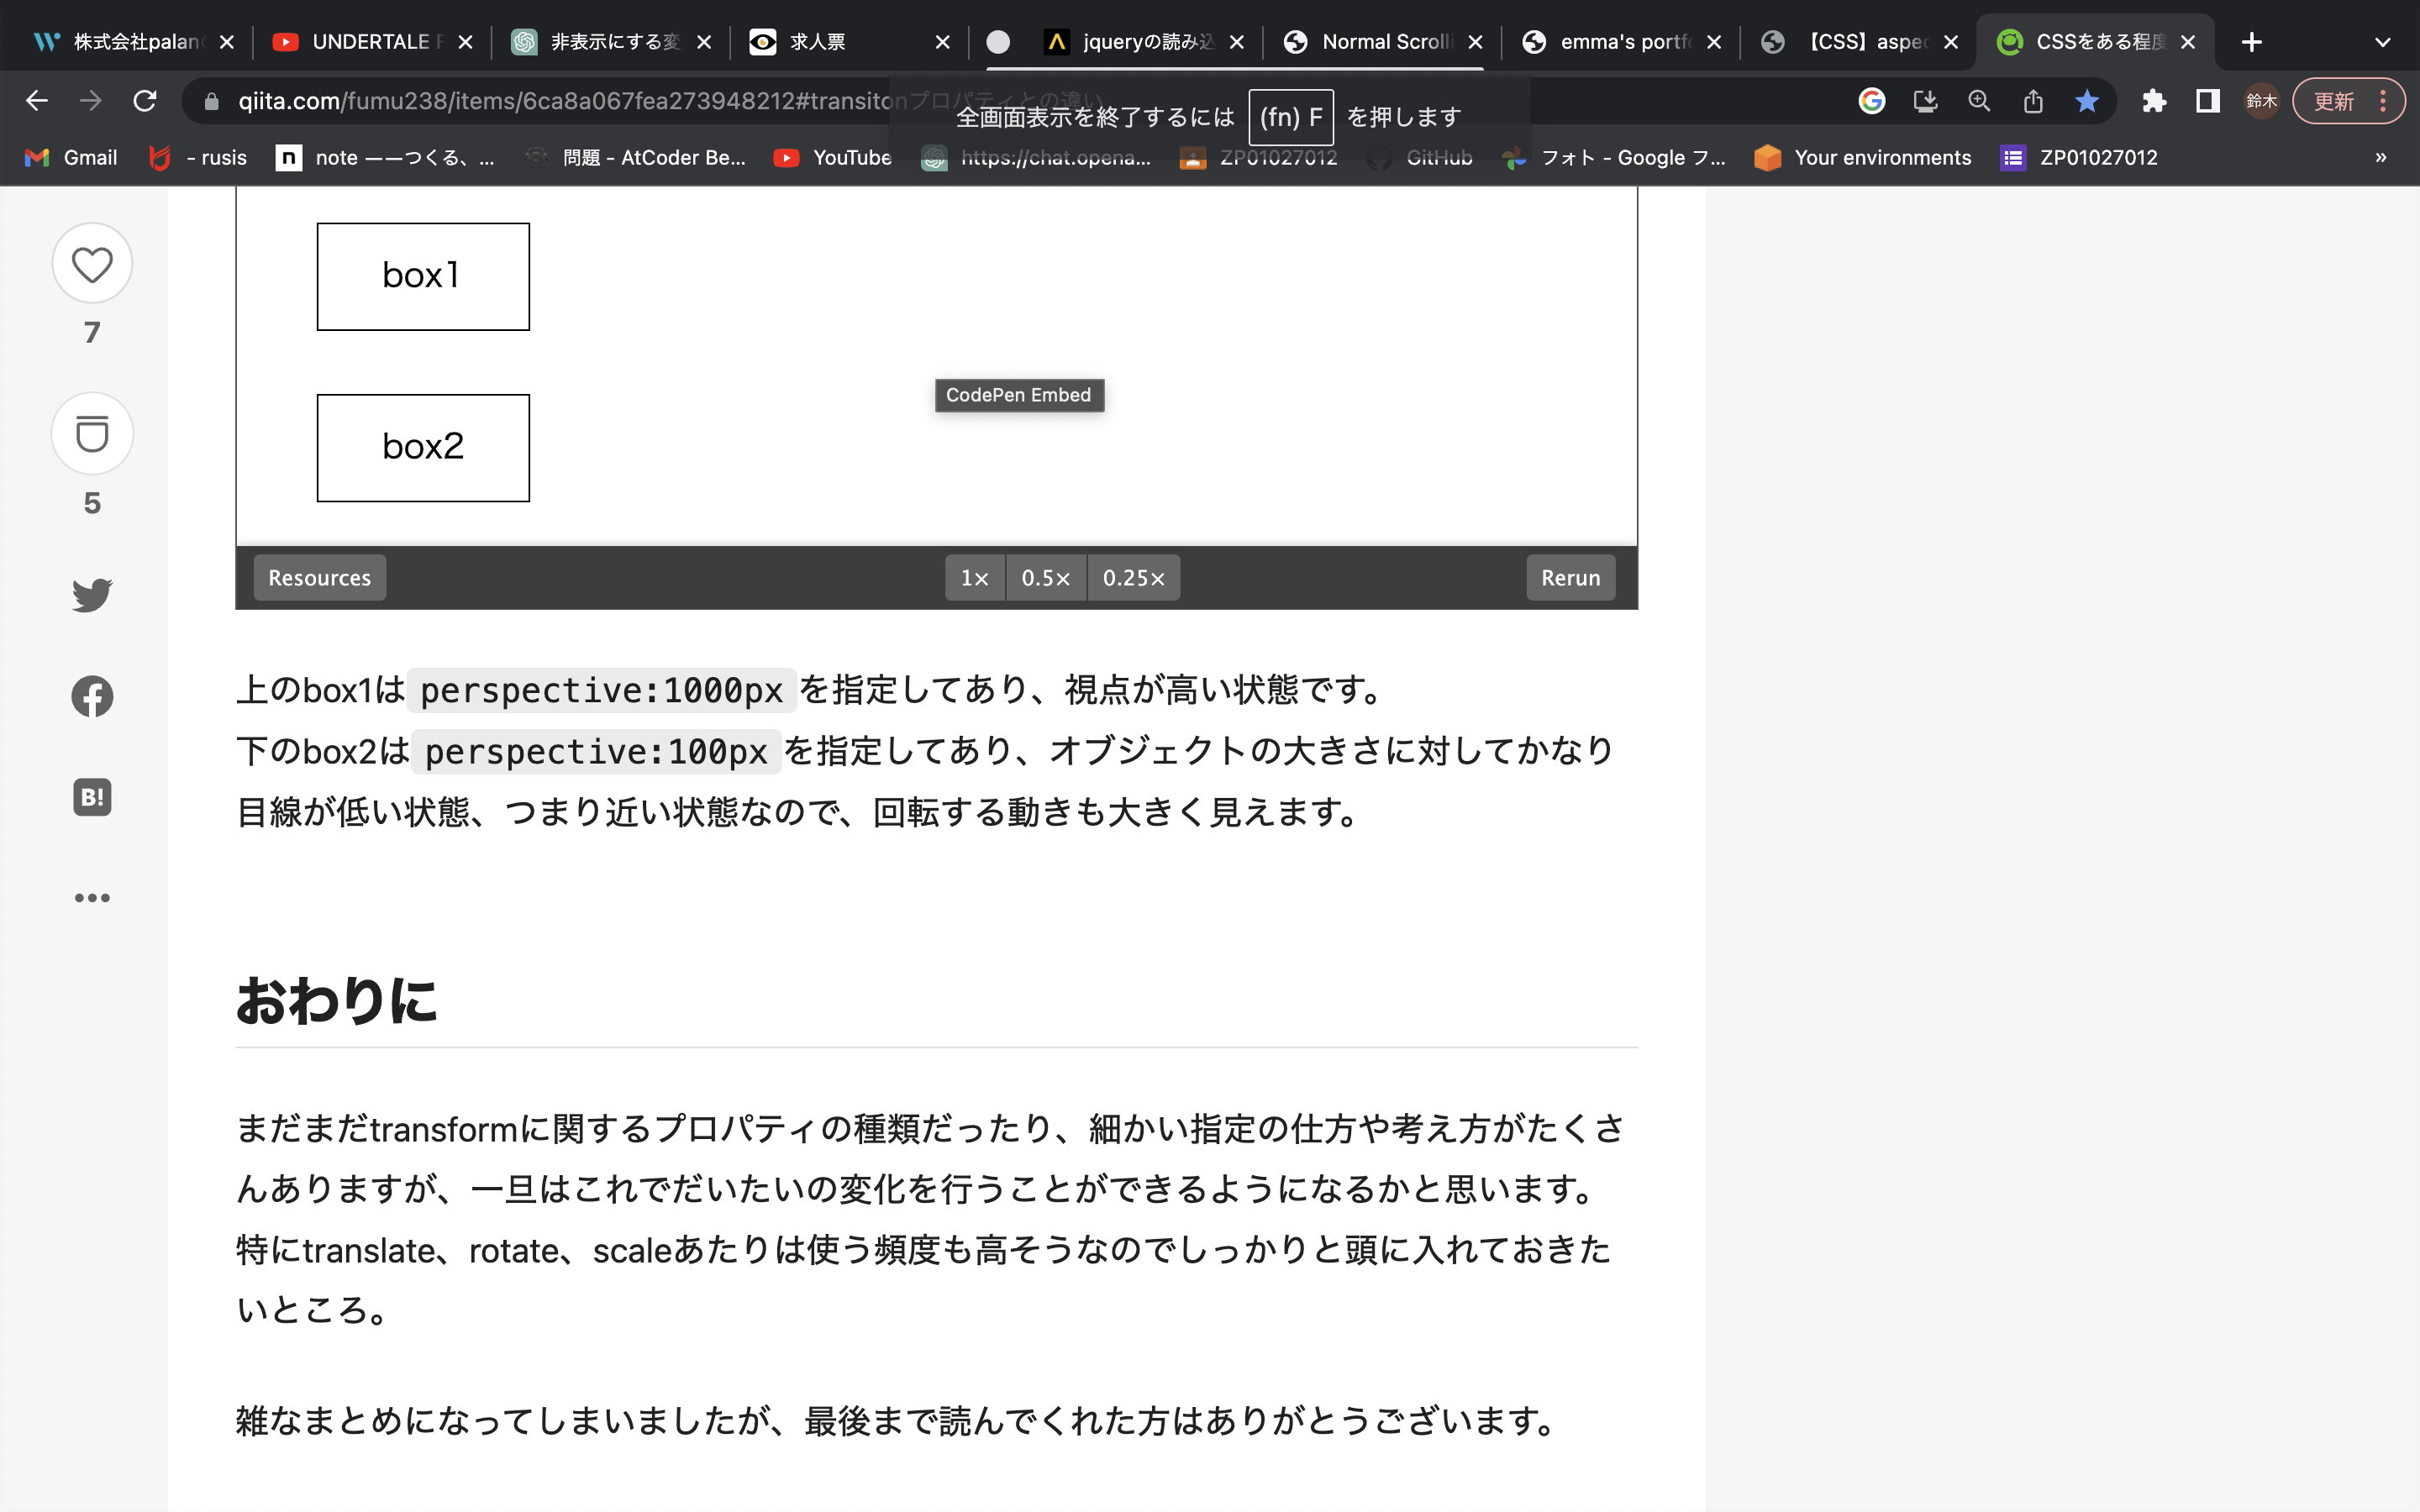 株式会社palan
UNDERTALE
非表示にする変
求人票
jqueryの読み込
Normal Scrolli
emma's portfo
【CSS】aspec
CSSをある程度
qiita.com/fumu238/items/6ca8a067fea273948212#transitonプロパティとの違い
鈴木
更新
全画面表示を終了するには (fn) F を押します
Gmail
- rusis
note ーーつくる、...
問題 - AtCoder Be...
YouTube
https://chat.opena...
ZP01027012
GitHub
フォト - Google フ...
Your environments
ZP01027012
»
box1
7
CodePen Embed
box2
5
Resources
1×
0.5×
0.25×
Rerun
上のbox1は perspective:1000px を指定してあり、視点が高い状態です。
下のbox2は perspective:100px を指定してあり、オブジェクトの大きさに対してかなり
目線が低い状態、つまり近い状態なので、回転する動きも大きく見えます。
B!
おわりに
まだまだtransformに関するプロパティの種類だったり、細かい指定の仕方や考え方がたくさ
んありますが、一旦はこれでだいたいの変化を行うことができるようになるかと思います。
特にtranslate、rotate、scaleあたりは使う頻度も高そうなのでしっかりと頭に入れておきた
いところ。
雑なまとめになってしまいましたが、最後まで読んでくれた方はありがとうございます。